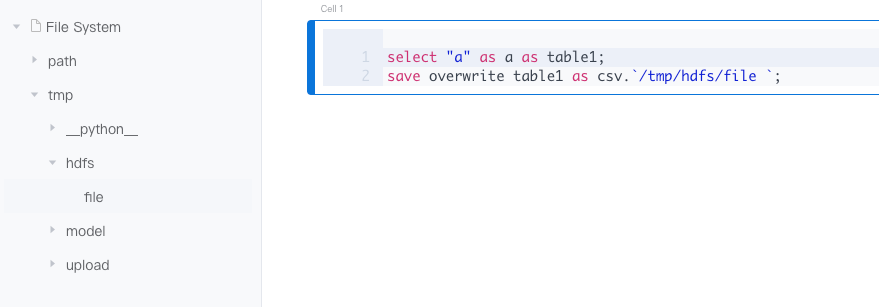 File System
path
tmp
__python__
hdfs
file
model
upload
Cell 1
1 select "a" as a as table1;
2 save overwrite table1 as csv.`/tmp/hdfs/file `;